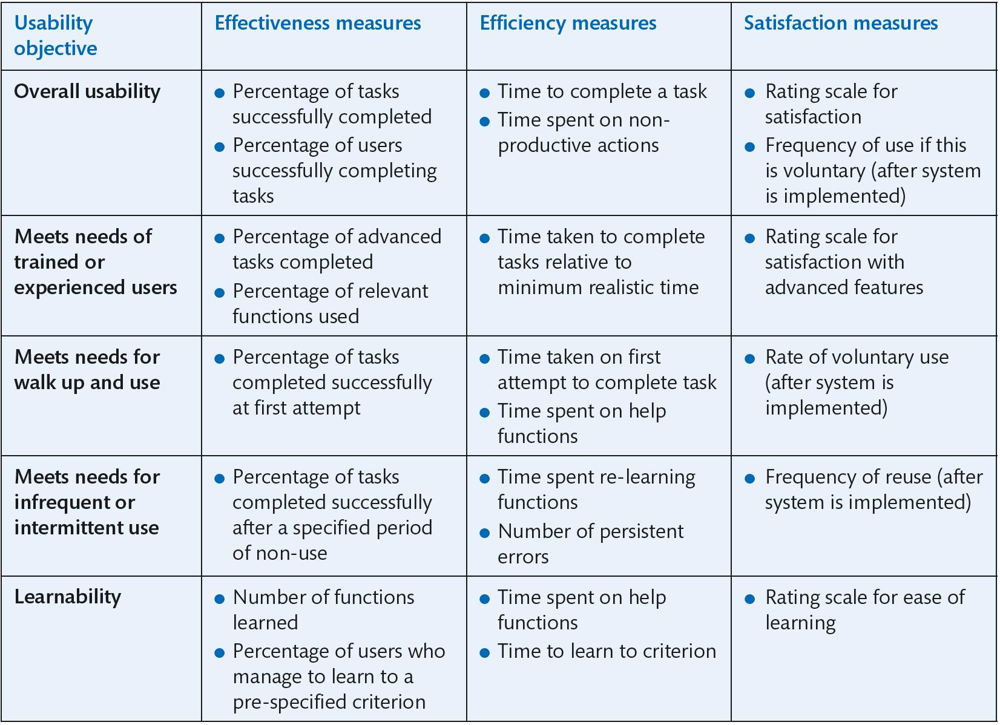 Usability
objective
Effectiveness measures
Efficiency measures
Satisfaction measures
Overall usability
● Percentage of tasks
successfully completed
● Percentage of users
successfully completing
tasks
● Time to complete a task
● Time spent on non-
productive actions
● Rating scale for
satisfaction
● Frequency of use if this
is voluntary (after system
is implemented)
Meets needs of
trained or
experienced users
● Percentage of advanced
tasks completed
● Percentage of relevant
functions used
● Time taken to complete
tasks relative to
minimum realistic time
● Rating scale for
satisfaction with
advanced features
Meets needs for
walk up and use
● Percentage of tasks
completed successfully
at first attempt
● Time taken on first
attempt to complete task
● Time spent on help
functions
● Rate of voluntary use
(after system is
implemented)
Meets needs for
infrequent or
intermittent use
● Percentage of tasks
completed successfully
after a specified period
of non-use
● Time spent re-learning
functions
● Number of persistent
errors
● Frequency of reuse (after
system is implemented)
Learnability
● Number of functions
learned
● Percentage of users who
manage to learn to a
pre-specified criterion
● Time spent on help
functions
● Time to learn to criterion
● Rating scale for ease of
learning